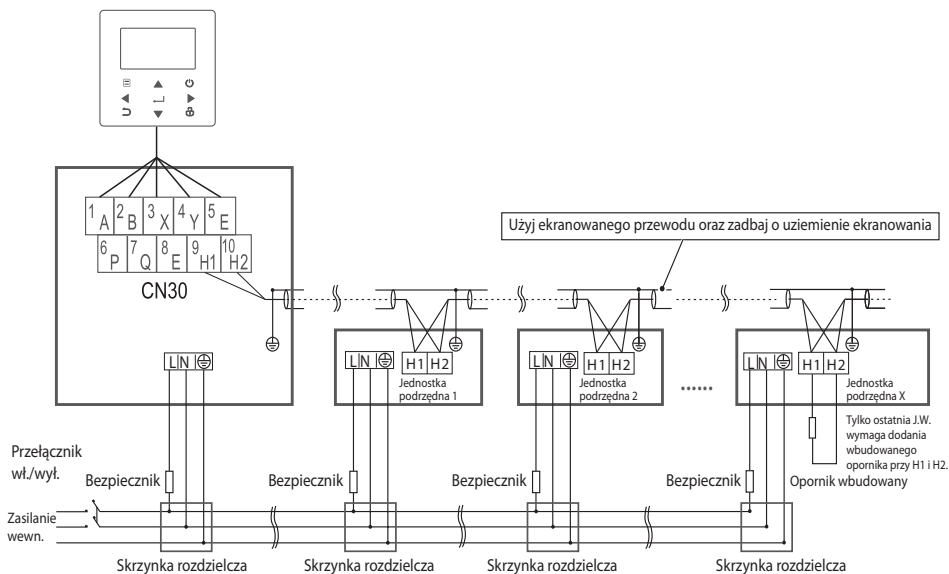 1 A 2 B 3 X 4 Y 5 E
6 P 7 Q 8 E 9 H1 10 H2
CN30
Użyj ekranowanego przewodu oraz zadbaj o uziemienie ekranowania
L N
L N
H1 H2
Jednostka
podrzędna 1
L N
H1 H2
Jednostka
podrzędna 2
L N
H1 H2
Jednostka
podrzędna X
Tylko ostatnia J.W.
wymaga dodania
wbudowanego
opornika przy H1 i H2.
Opornik wbudowany
Przełącznik
wł./wył.
Bezpiecznik
Bezpiecznik
Bezpiecznik
Bezpiecznik
Zasilanie
wewn.
Skrzynka rozdzielcza
Skrzynka rozdzielcza
Skrzynka rozdzielcza
Skrzynka rozdzielcza